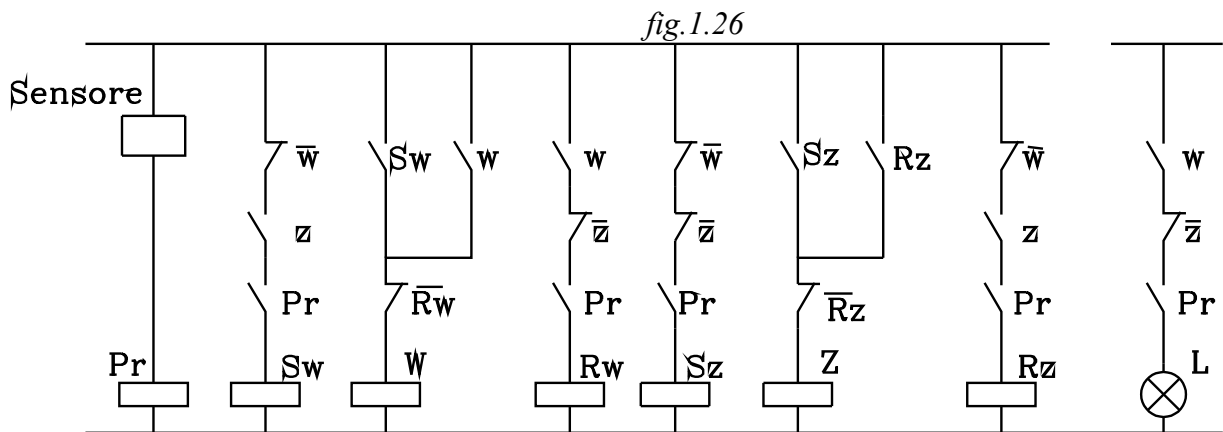 fig.1.26
Sensore
w̅ Sw w w w̅ Sz Rz w̅ w
z z̅ z̅ z z̅
Pr R̅w̅ Pr Pr R̅z̅ Pr Pr
Pr Sw W Rw Sz Z Rz L